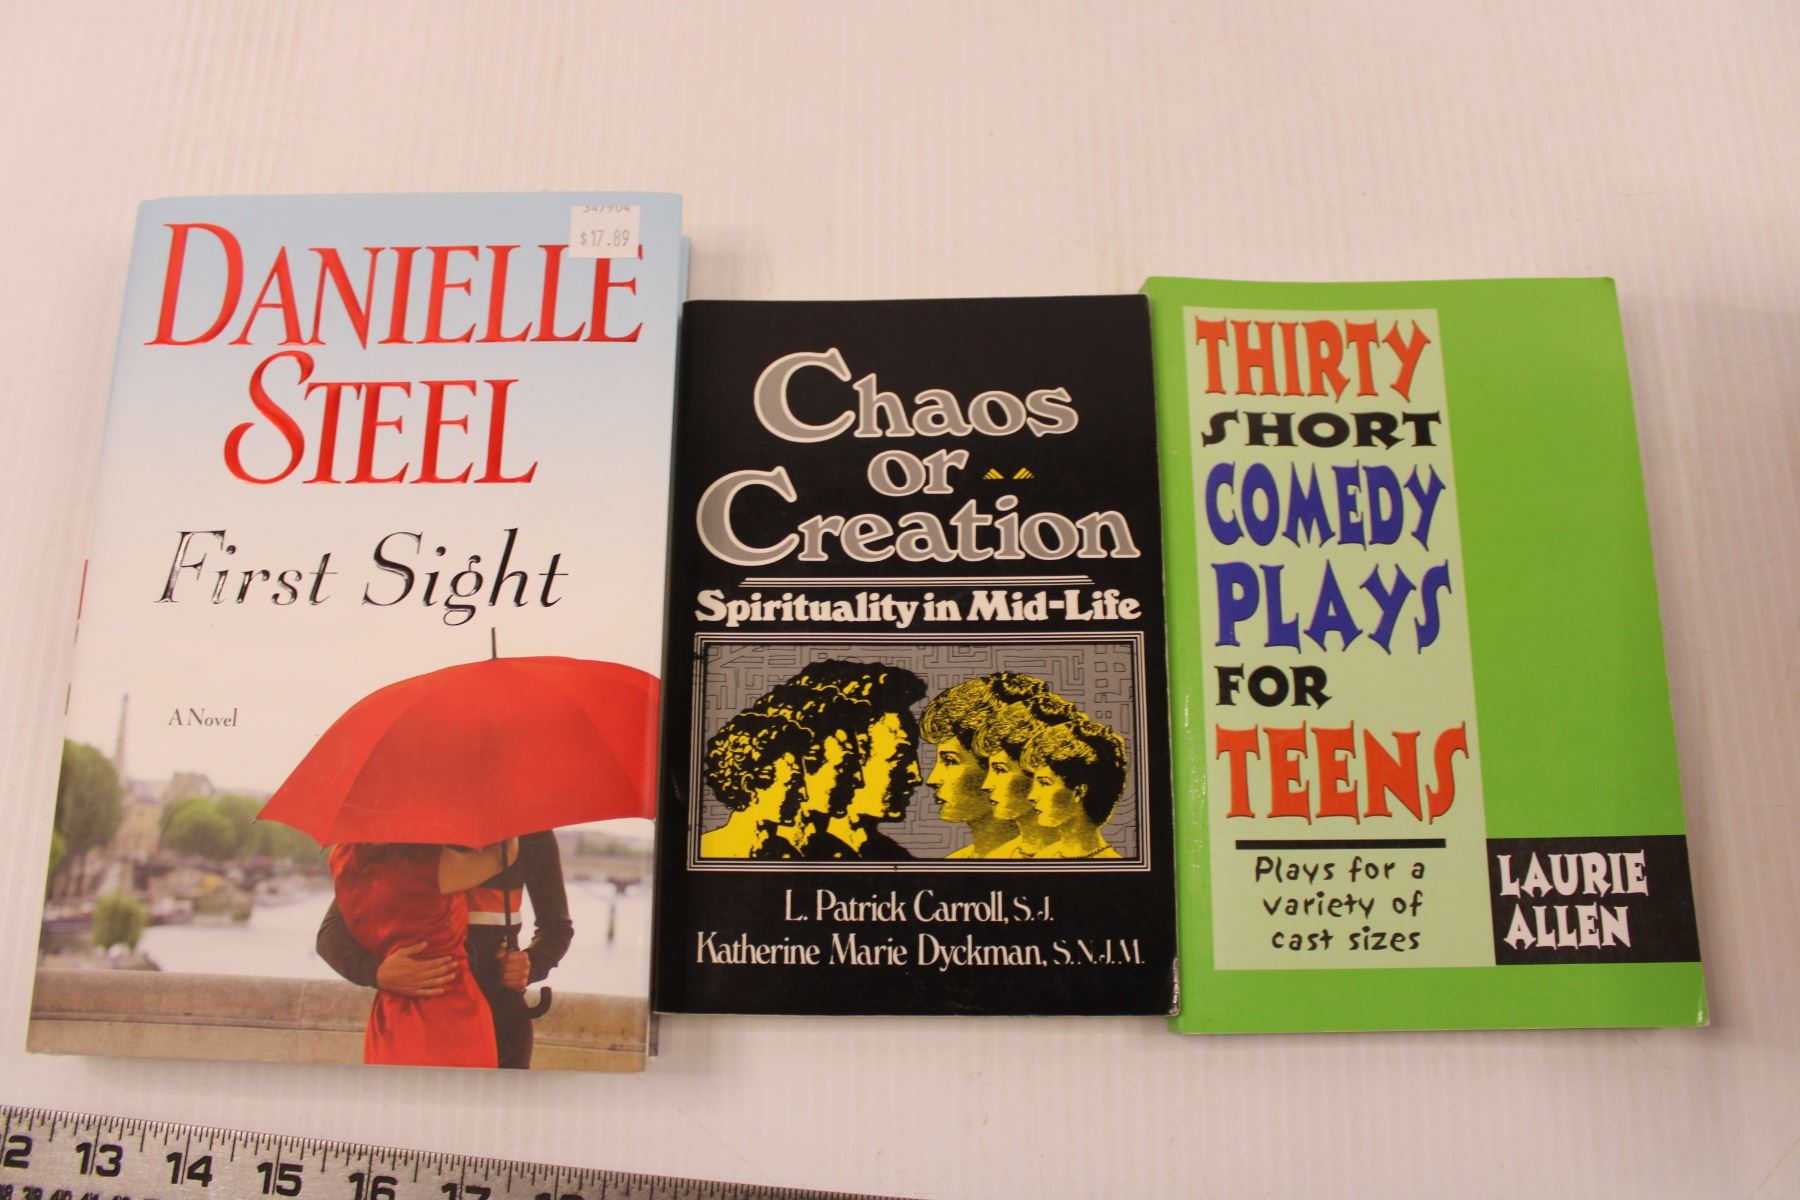 347904
$17.89
DANIELLE
STEEL
First Sight
A Novel
Chaos
or
Creation
Spirituality in Mid-Life
L. Patrick Carroll, S.J.
Katherine Marie Dyckman, S.N.J.M.
THIRTY
SHORT
COMEDY
PLAYS
FOR
TEENS
Plays for a
variety of
cast sizes
LAURIE
ALLEN
13 14 15 16 17